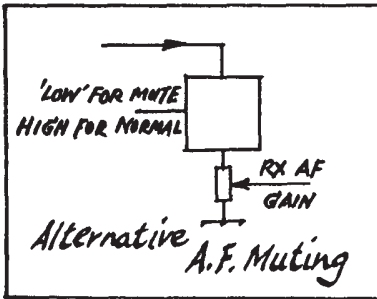 'LOW' FOR MUTE
HIGH FOR NORMAL
RX AF
GAIN
Alternative
A.F. Muting